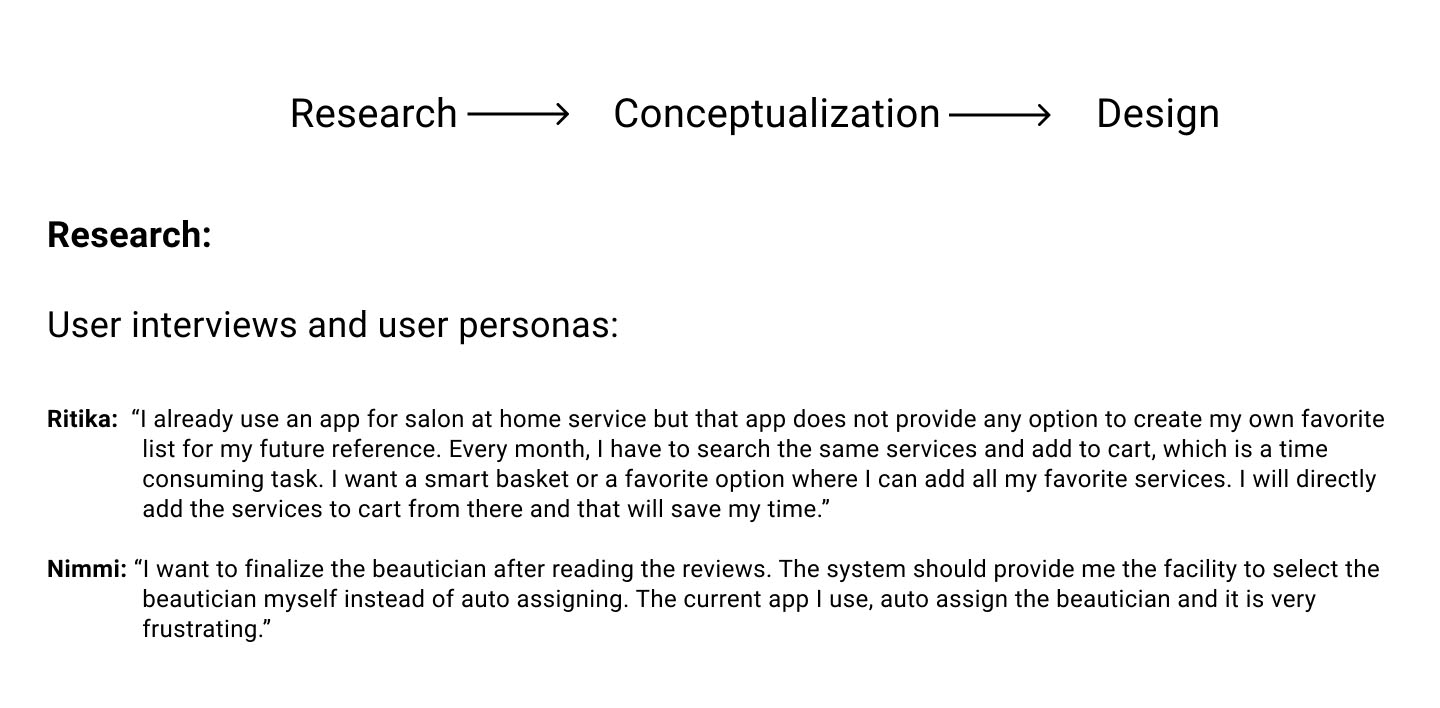 Research → Conceptualization → Design
Research:
User interviews and user personas:
Ritika: “I already use an app for salon at home service but that app does not provide any option to create my own favorite
list for my future reference. Every month, I have to search the same services and add to cart, which is a time
consuming task. I want a smart basket or a favorite option where I can add all my favorite services. I will directly
add the services to cart from there and that will save my time.”
Nimmi: “I want to finalize the beautician after reading the reviews. The system should provide me the facility to select the
beautician myself instead of auto assigning. The current app I use, auto assign the beautician and it is very
frustrating.”